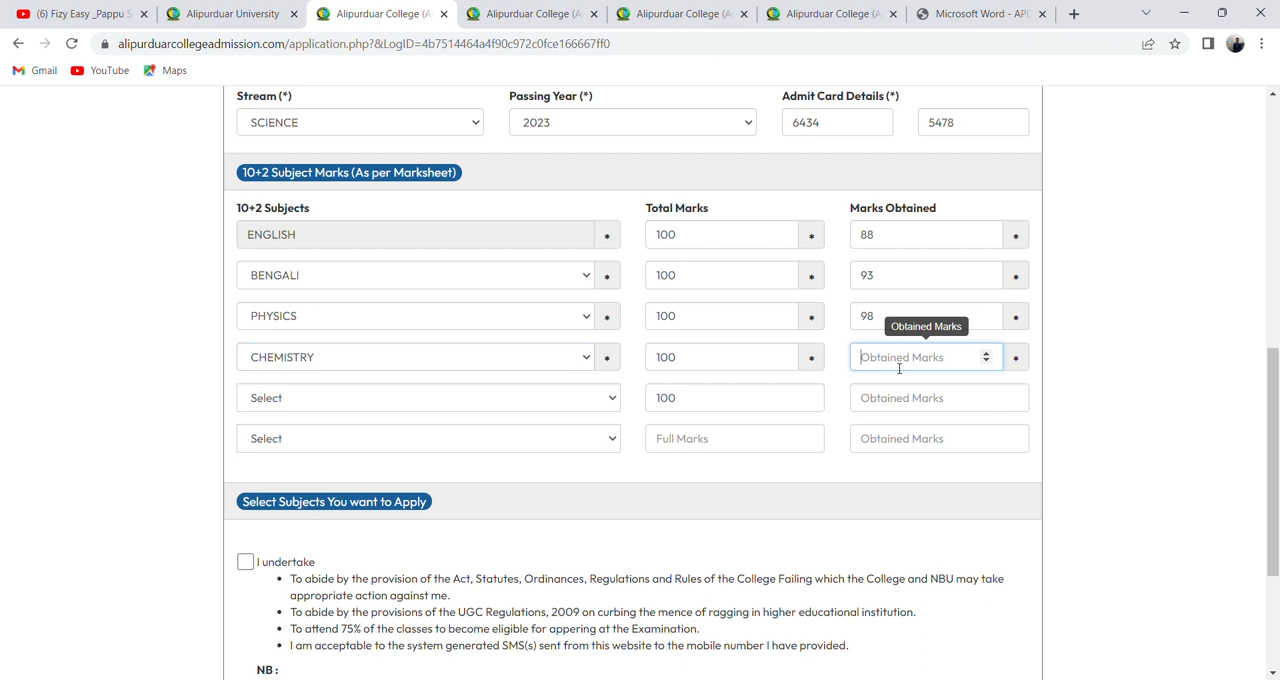 (6) Fizy Easy _Pappu S
Alipurduar University
Alipurduar College (A
Alipurduar College (A
Alipurduar College (A
Alipurduar College (A
Microsoft Word - APD
alipurduarcollegeadmission.com/application.php?&LogID=4b7514464a4f90c972c0fce166667ff0
Gmail YouTube Maps
Stream (*) Passing Year (*) Admit Card Details (*)
SCIENCE 2023 6434 5478
10+2 Subject Marks (As per Marksheet)
10+2 Subjects Total Marks Marks Obtained
ENGLISH * 100 * 88 *
BENGALI * 100 * 93 *
PHYSICS * 100 * 98 *
Obtained Marks
CHEMISTRY * 100 * Obtained Marks *
Select 100 Obtained Marks
Select Full Marks Obtained Marks
Select Subjects You want to Apply
I undertake
• To abide by the provision of the Act, Statutes, Ordinances, Regulations and Rules of the College Failing which the College and NBU may take
appropriate action against me.
• To abide by the provisions of the UGC Regulations, 2009 on curbing the mence of ragging in higher educational institution.
• To attend 75% of the classes to become eligible for appering at the Examination.
• I am acceptable to the system generated SMS(s) sent from this website to the mobile number I have provided.
NB :